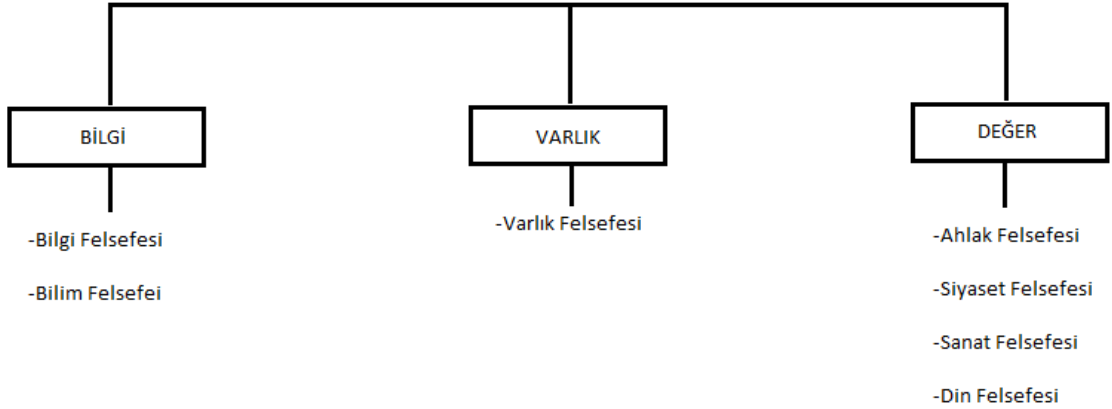 BİLGİ
-Bilgi Felsefesi
-Bilim Felsefei
VARLIK
-Varlık Felsefesi
DEĞER
-Ahlak Felsefesi
-Siyaset Felsefesi
-Sanat Felsefesi
-Din Felsefesi